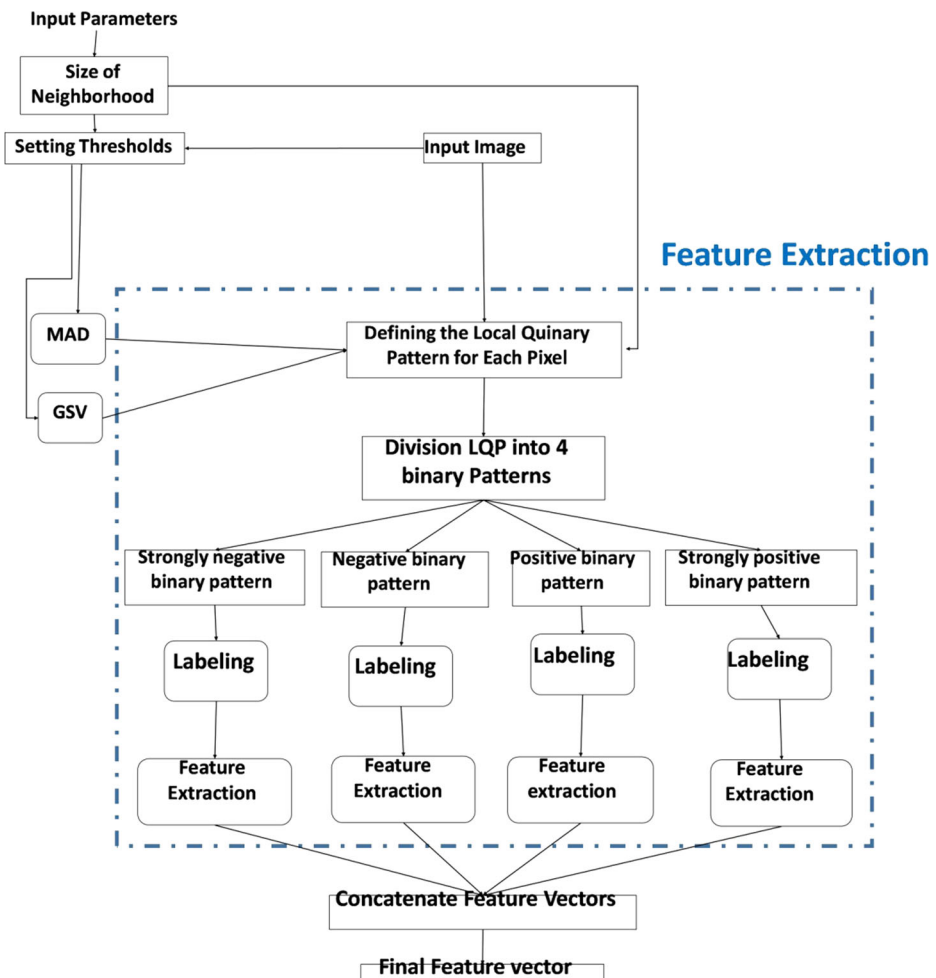 Input Parameters
Size of
Neighborhood
Setting Thresholds
Input Image
Feature Extraction
MAD
GSV
Defining the Local Quinary
Pattern for Each Pixel
Division LQP into 4
binary Patterns
Strongly negative
binary pattern
Negative binary
pattern
Positive binary
pattern
Strongly positive
binary pattern
Labeling
Labeling
Labeling
Labeling
Feature
Extraction
Feature
Extraction
Feature
extraction
Feature
Extraction
Concatenate Feature Vectors
Final Feature vector